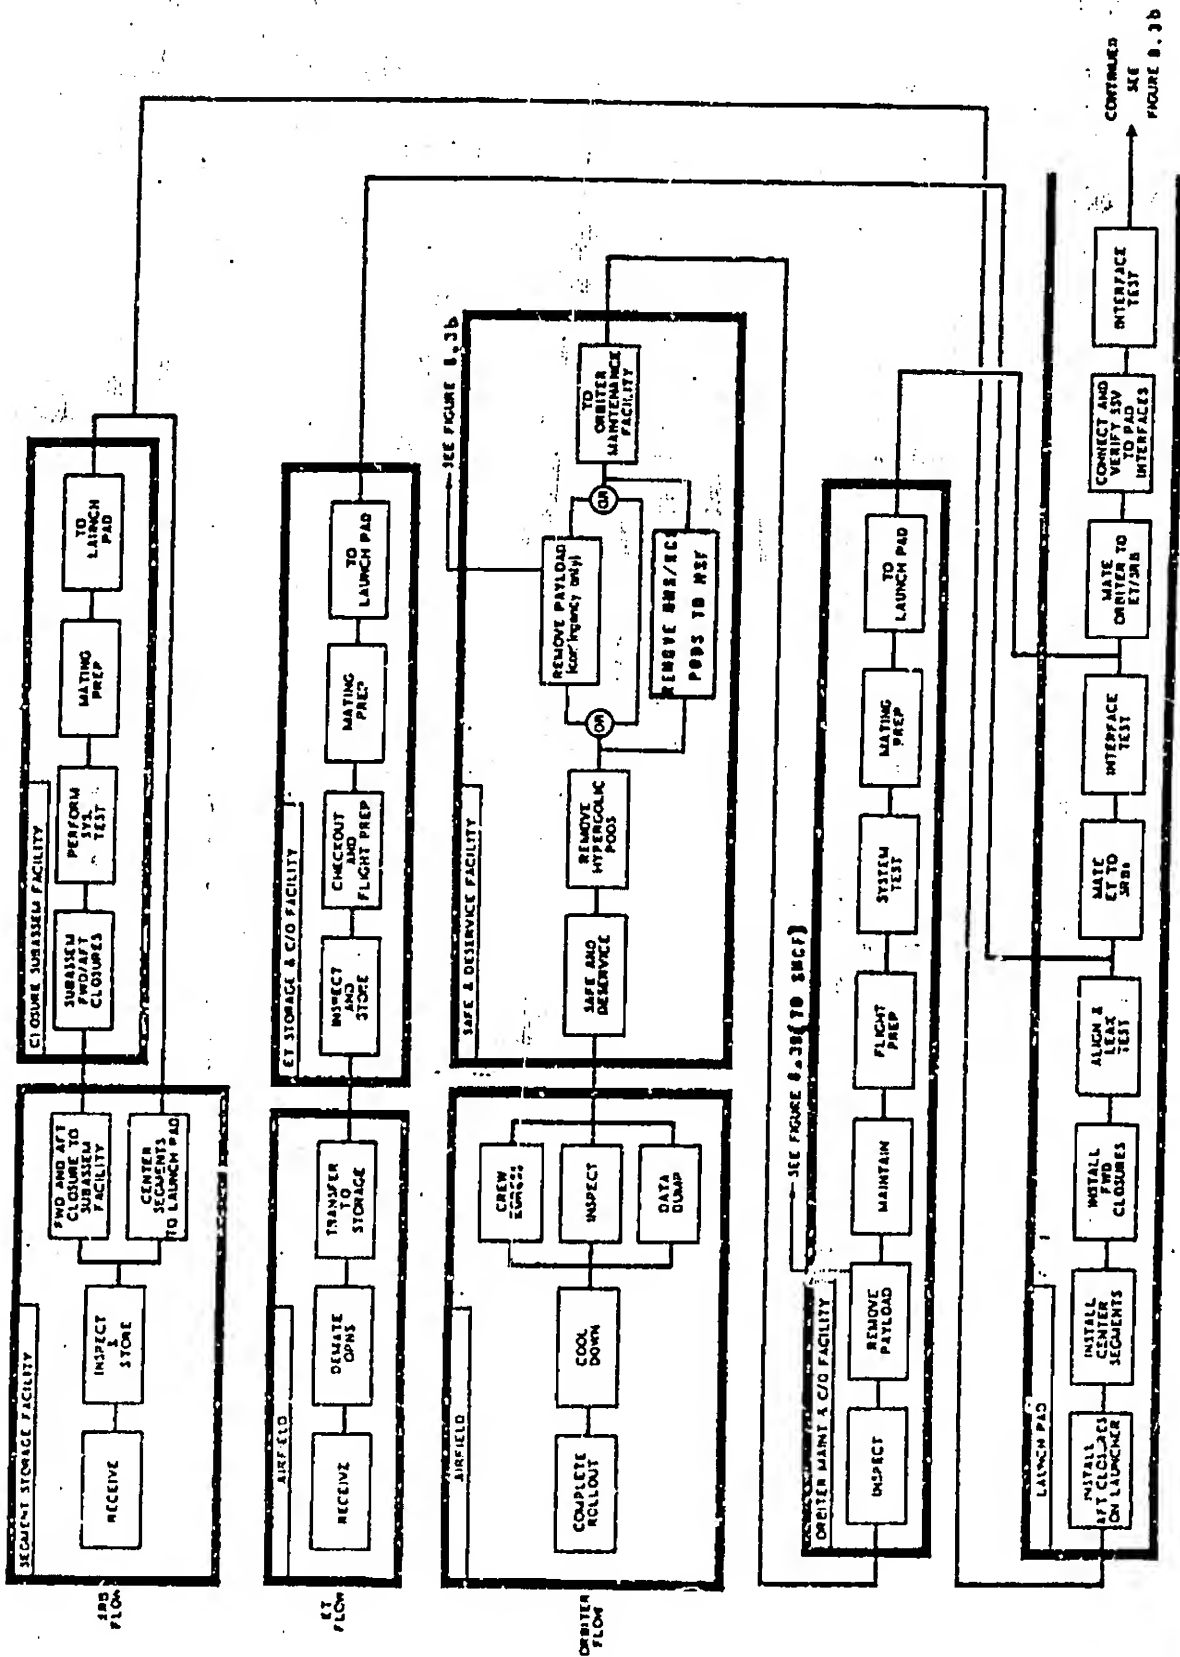 SRB
FLOW
SEGMENT STORAGE FACILITY
RECEIVE
INSPECT
&
STORE
FWD AND AFT
CLOSURE TO
SUBASSEM
FACILITY
CENTER
SEGMENTS
TO LAUNCH PAD
CLOSURE SUBASSEM FACILITY
SUBASSEM
FWD/AFT
CLOSURES
PERFORM
SYS.
TEST
MATING
PREP
TO
LAUNCH
PAD
ET
FLOW
AIRFIELD
RECEIVE
DEMATE
OPNS
TRANSFER
TO
STORAGE
ET STORAGE & C/O FACILITY
INSPECT
AND
STORE
CHECKOUT
AND
FLIGHT PREP
MATING
PREP
TO
LAUNCH PAD
ORBITER
FLOW
AIRFIELD
COMPLETE
ROLLOUT
COOL
DOWN
CREW
EGRESS
INSPECT
DATA
DUMP
SAFE & DESERVICE FACILITY
SAFE AND
DESERVICE
REMOVE
HYPERGOLIC
PODS
OR
REMOVE PAYLOAD
(contingency only)
REMOVE OMS/RCS
PODS TO HSF
OR
TO
ORBITER
MAINTENANCE
FACILITY
SEE FIGURE 8.3b
ORBITER MAINT & C/O FACILITY
INSPECT
REMOVE
PAYLOAD
SEE FIGURE 8.3B(TO SMCF)
MAINTAIN
FLIGHT
PREP
SYSTEM
TEST
MATING
PREP
TO
LAUNCH PAD
LAUNCH PAD
INSTALL
AFT CLOSURES
ON LAUNCHER
INSTALL
CENTER
SEGMENTS
INSTALL
FWD
CLOSURES
ALIGN &
LEAK
TEST
MATE
ET TO
SRBs
INTERFACE
TEST
MATE
ORBITER TO
ET/SRB
CONNECT AND
VERIFY SSV
TO PAD
INTERFACES
INTERFACE
TEST
CONTINUED
SEE
FIGURE 8.3b